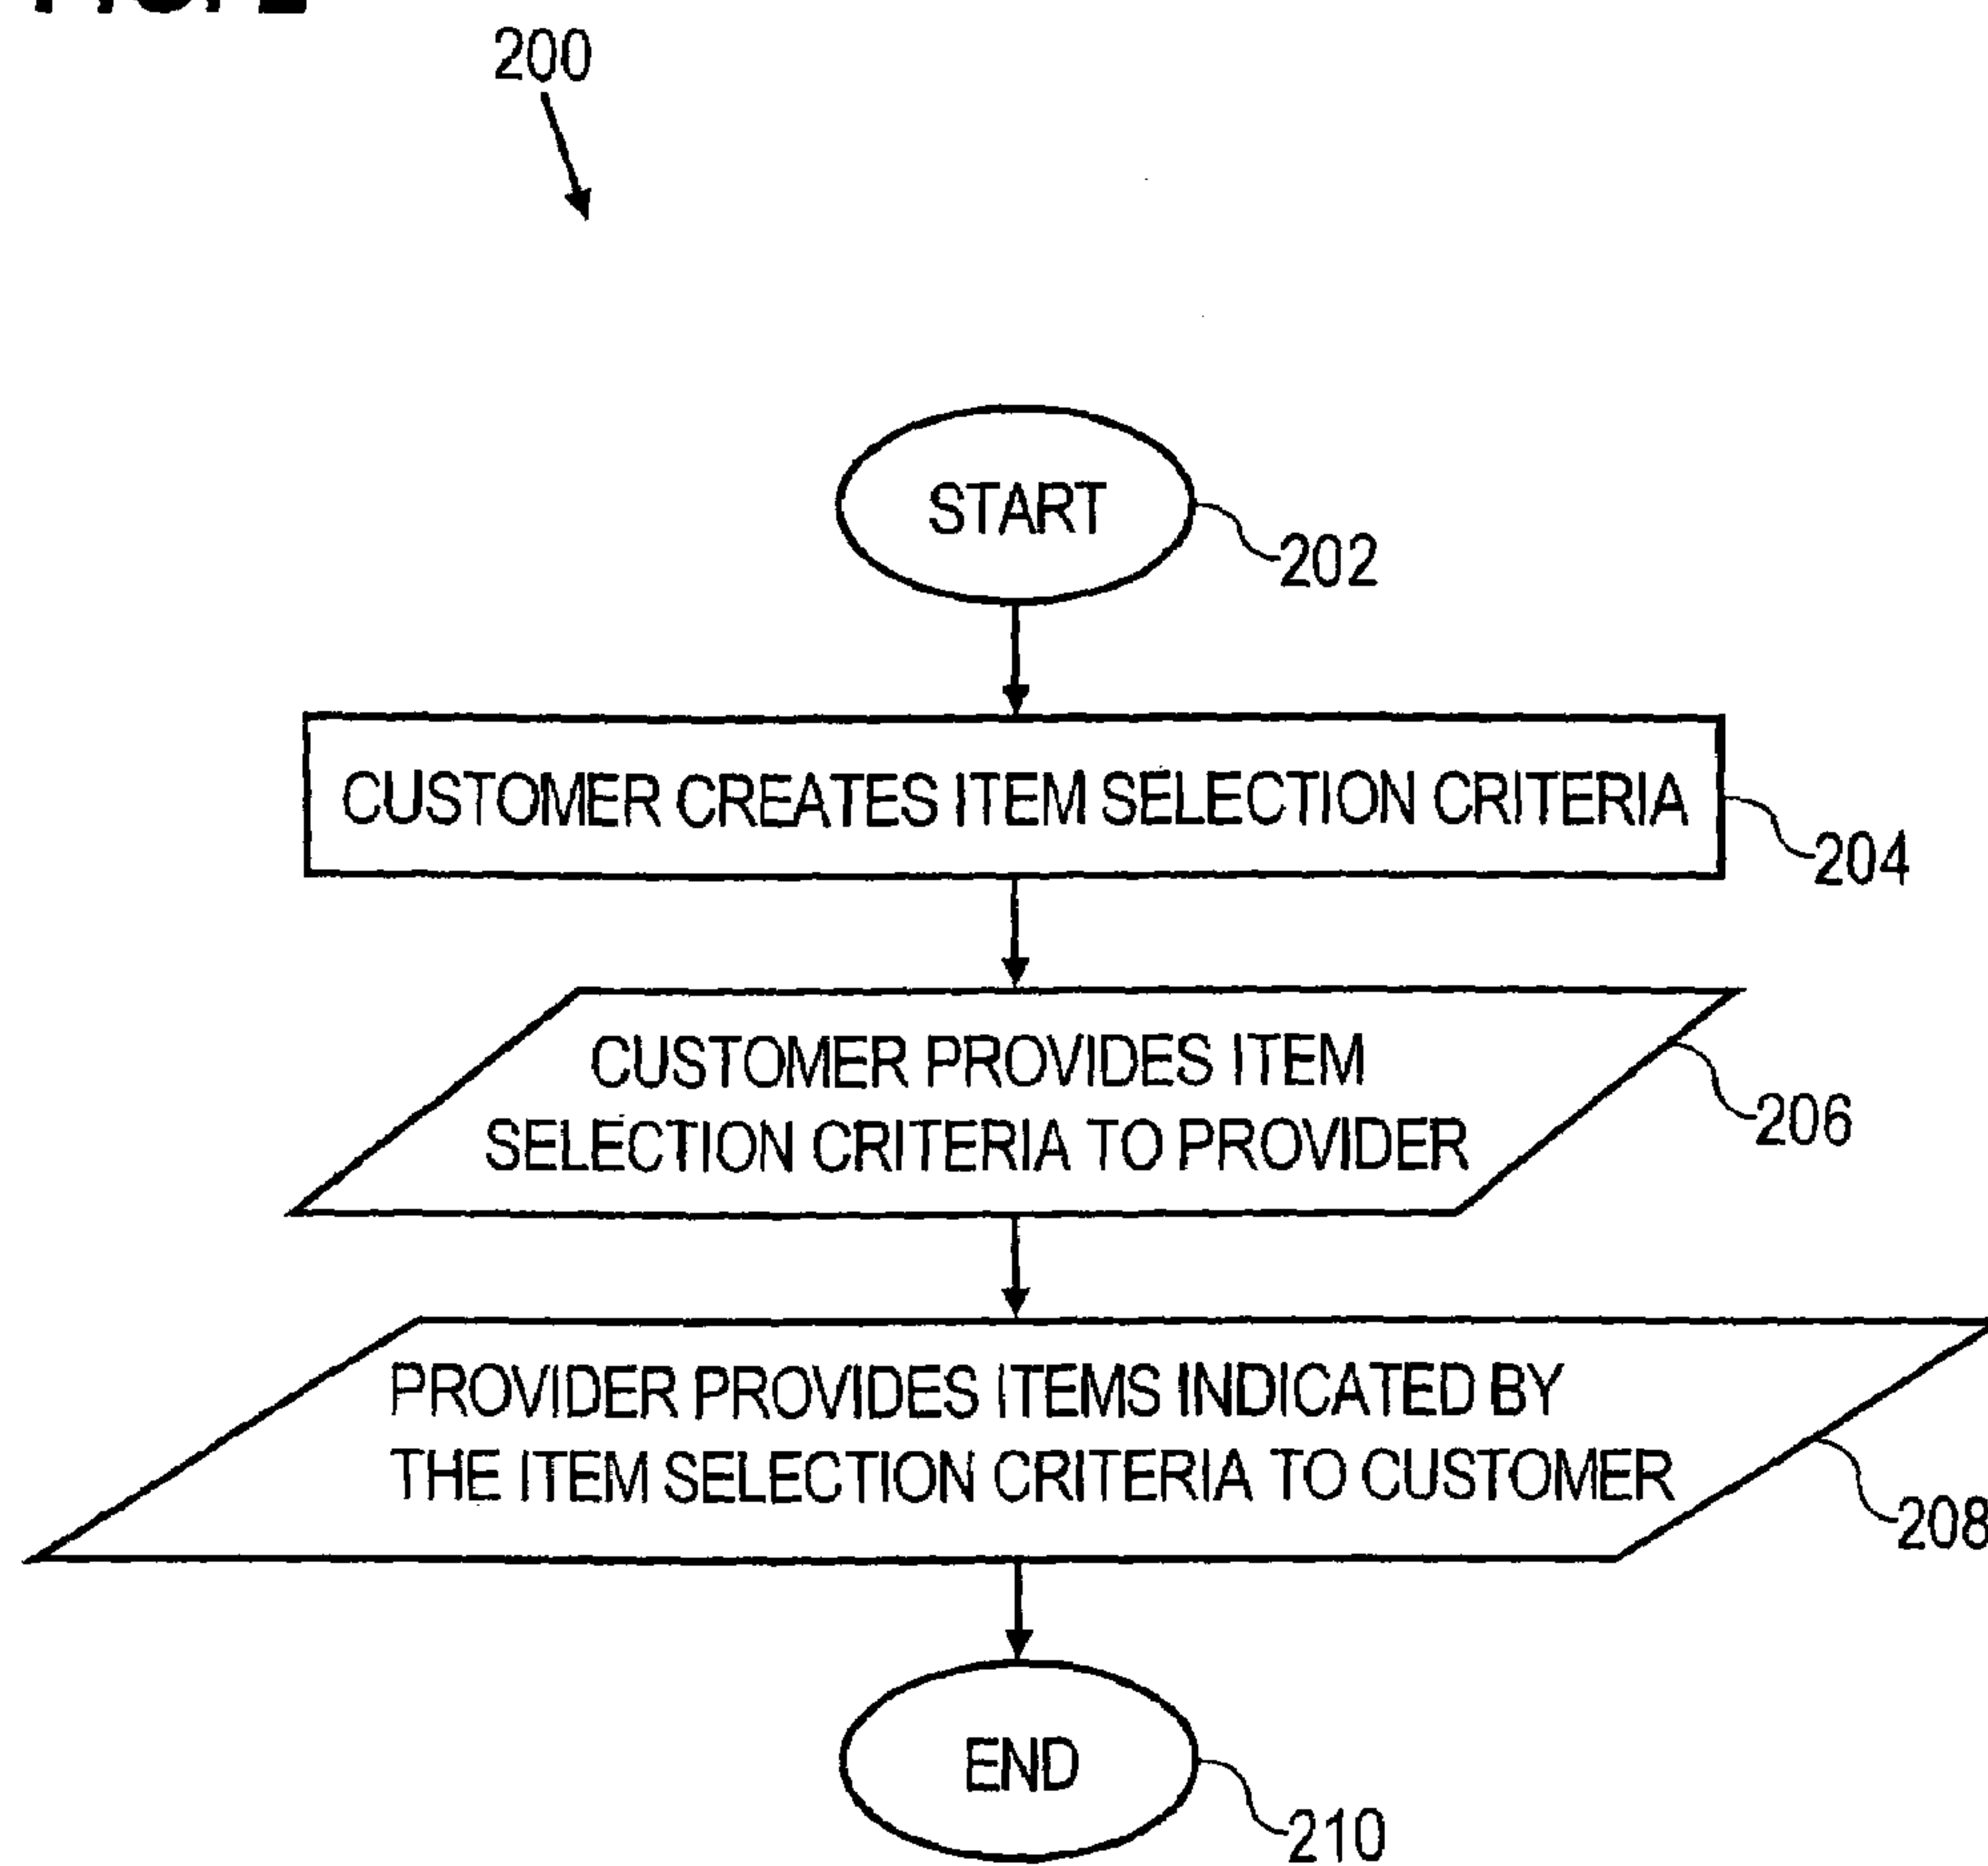 200
START
202
CUSTOMER CREATES ITEM SELECTION CRITERIA
204
CUSTOMER PROVIDES ITEM
SELECTION CRITERIA TO PROVIDER
206
PROVIDER PROVIDES ITEMS INDICATED BY
THE ITEM SELECTION CRITERIA TO CUSTOMER
208
END
210